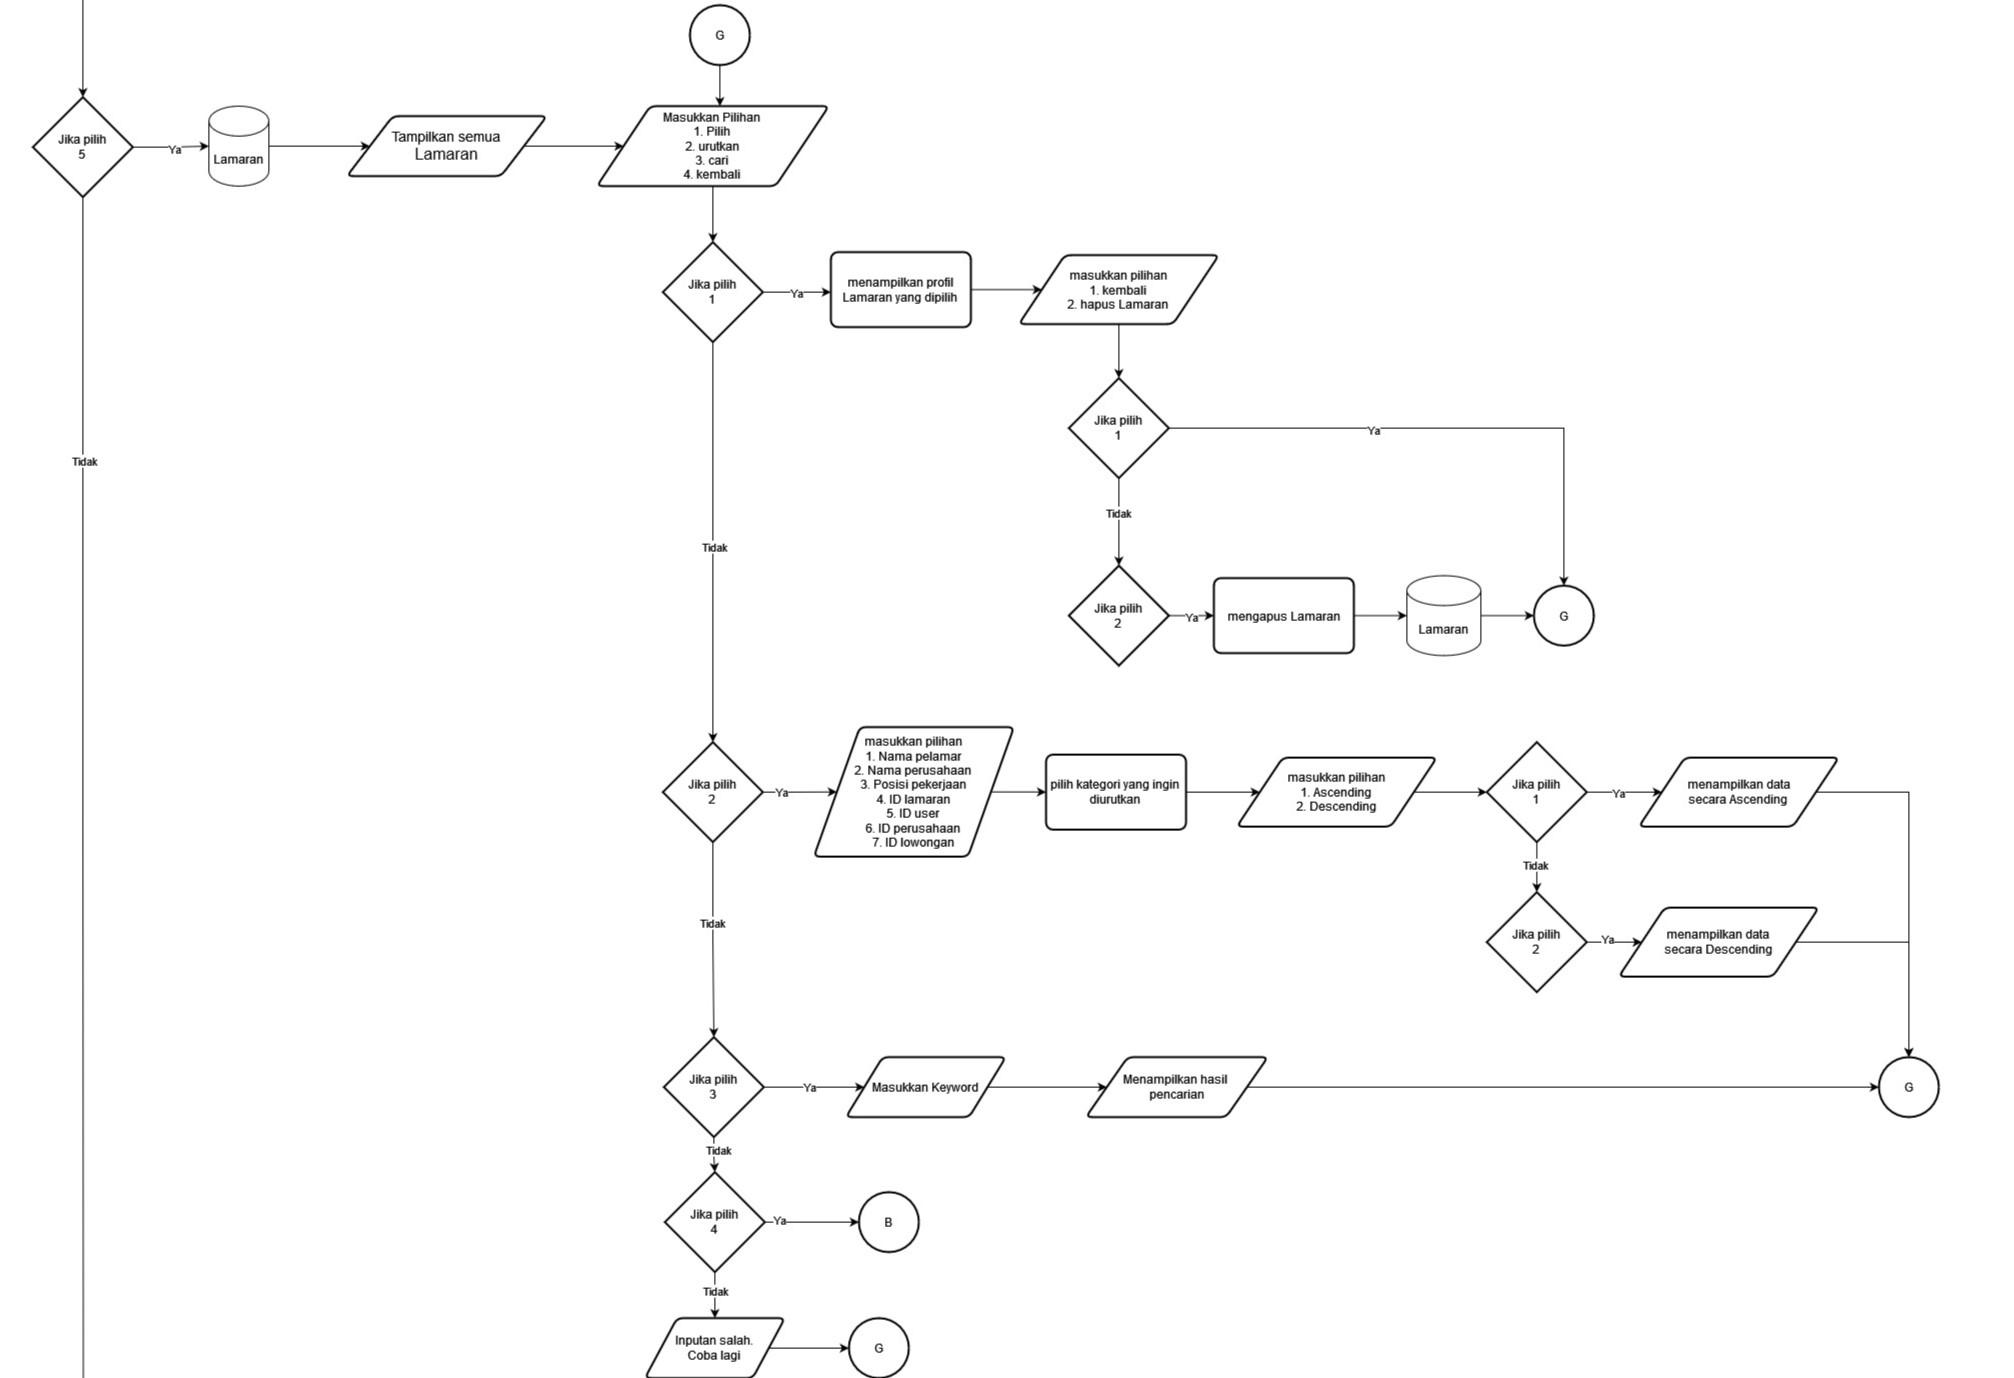 G
Jika pilih
5
Ya
Lamaran
Tampilkan semua
Lamaran
Masukkan Pilihan
1. Pilih
2. urutkan
3. cari
4. kembali
Jika pilih
1
Ya
menampilkan profil
Lamaran yang dipilih
masukkan pilihan
1. kembali
2. hapus Lamaran
Jika pilih
1
Ya
Tidak
Tidak
Tidak
Jika pilih
2
Ya
mengapus Lamaran
Lamaran
G
Jika pilih
2
Ya
masukkan pilihan
1. Nama pelamar
2. Nama perusahaan
3. Posisi pekerjaan
4. ID lamaran
5. ID user
6. ID perusahaan
7. ID lowongan
pilih kategori yang ingin
diurutkan
masukkan pilihan
1. Ascending
2. Descending
Jika pilih
1
Ya
menampilkan data
secara Ascending
Tidak
Tidak
Jika pilih
2
Ya
menampilkan data
secara Descending
Jika pilih
3
Ya
Masukkan Keyword
Menampilkan hasil
pencarian
G
Tidak
Jika pilih
4
Ya
B
Tidak
Inputan salah.
Coba lagi
G